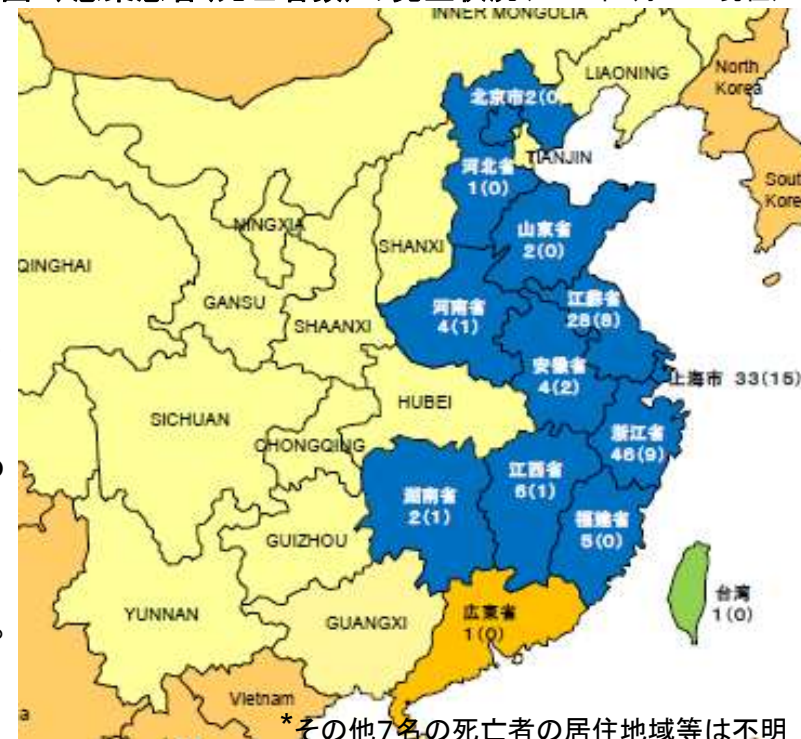 INNER MONGOLIA
LIAONING
North
Korea
北京市2(0
TIANJIN
河北省
1(0)
Sout
Kore
山東省
2(0)
NINGXIA
SHANXI
QINGHAI
GANSU
SHAANXI
河南省
4(1)
江蘇省
28(8)
安徽省
4(2)
上海市 33(15)
HUBEI
SICHUAN
CHONGQING
浙江省
46(9)
江西省
6(1)
湖南省
2(1)
福建省
5(0)
GUIZHOU
台湾
1(0)
YUNNAN
GUANGXI
広東省
1(0)
Vietnam
a
*その他7名の死亡者の居住地域等は不明